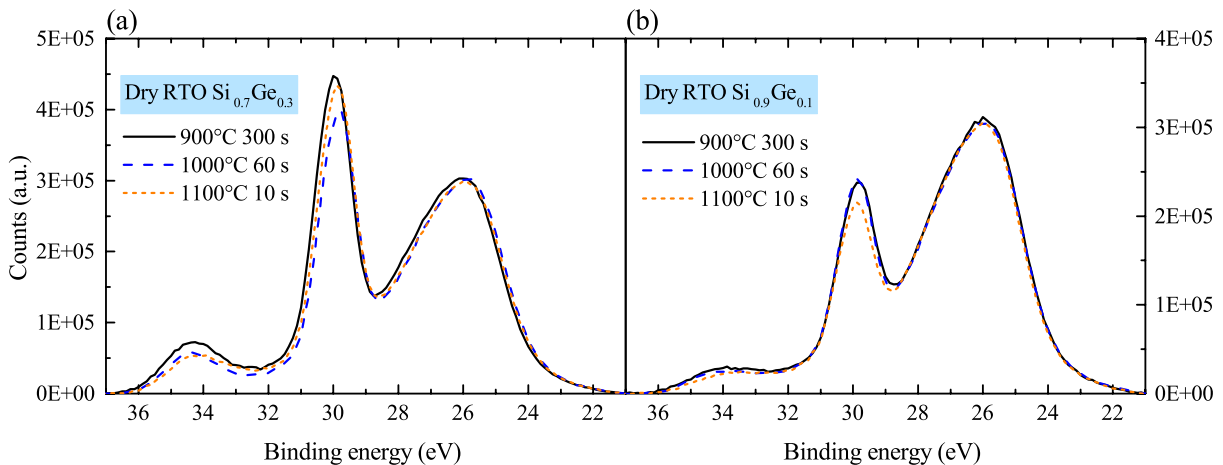 (a)
5E+05
4E+05
3E+05
2E+05
1E+05
0E+00
Counts (a.u.)
Dry RTO Si0.7Ge0.3
900°C 300 s
1000°C 60 s
1100°C 10 s
36 34 32 30 28 26 24 22
Binding energy (eV)
(b)
Dry RTO Si0.9Ge0.1
900°C 300 s
1000°C 60 s
1100°C 10 s
4E+05
3E+05
2E+05
1E+05
0E+00
36 34 32 30 28 26 24 22
Binding energy (eV)